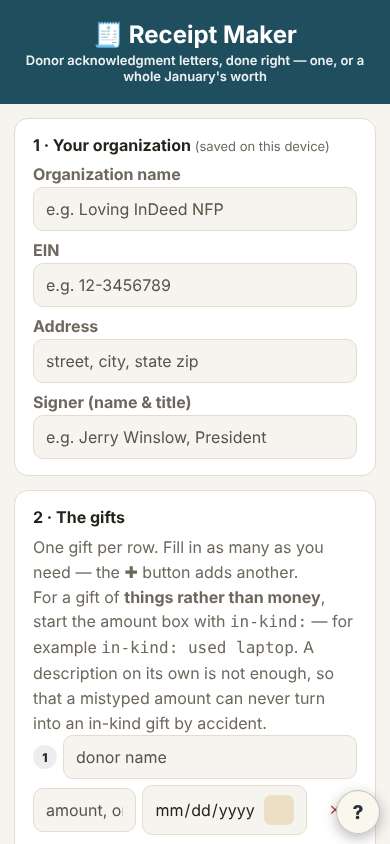 🧾 Receipt Maker
Donor acknowledgment letters, done right — one, or a
whole January's worth
1 · Your organization (saved on this device)
Organization name
e.g. Loving InDeed NFP
EIN
e.g. 12-3456789
Address
street, city, state zip
Signer (name & title)
e.g. Jerry Winslow, President
2 · The gifts
One gift per row. Fill in as many as you
need — the ✚ button adds another.
For a gift of things rather than money,
start the amount box with in-kind: — for
example in-kind: used laptop. A
description on its own is not enough, so
that a mistyped amount can never turn
into an in-kind gift by accident.
1 donor name
amount, o mm/dd/yyyy ?